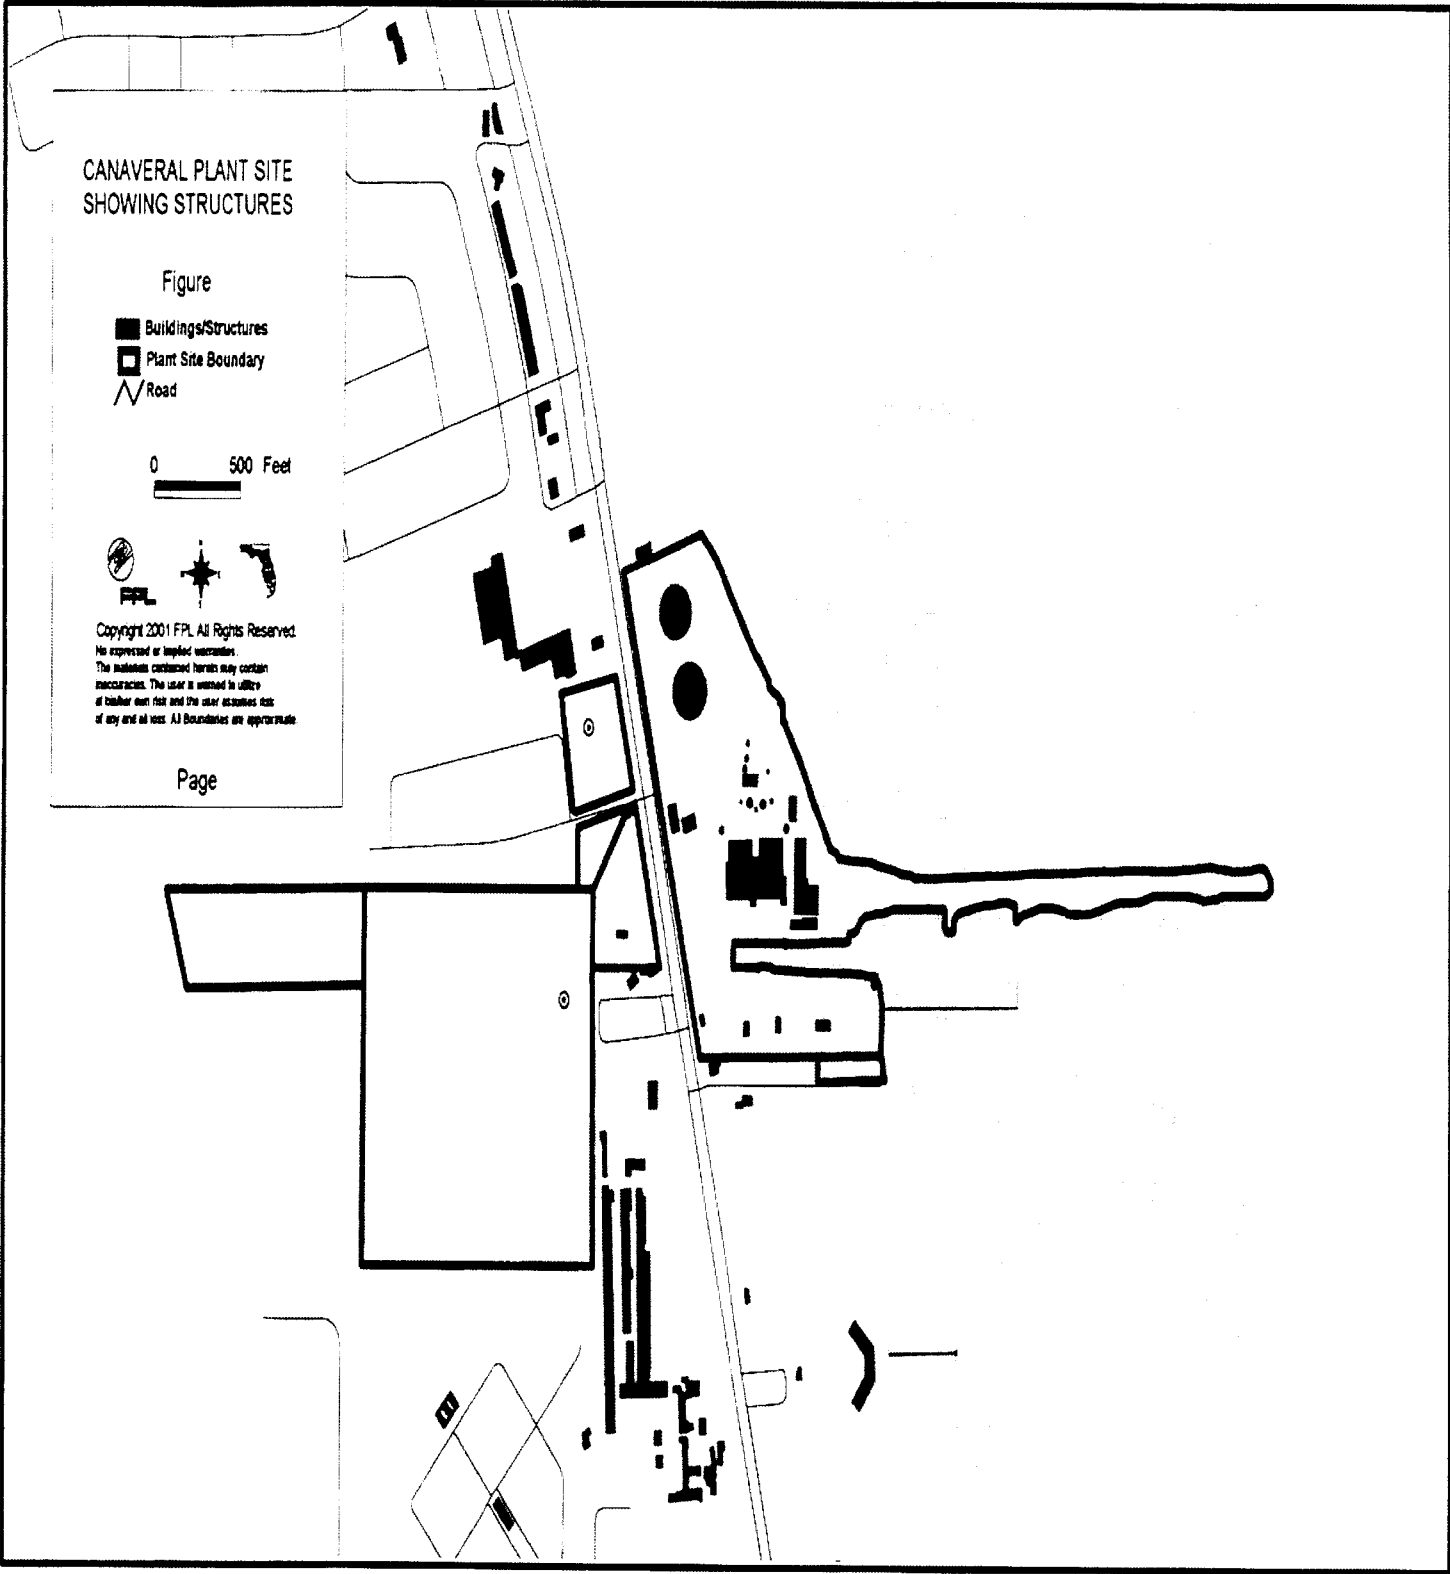 CANAVERAL PLANT SITE
SHOWING STRUCTURES
Figure
Buildings/Structures
Plant Site Boundary
Road
0 500 Feet
FPL
Copyright 2001 FPL All Rights Reserved.
No expressed or implied warranties.
The materials contained herein may contain
inaccuracies. The user is warned to utilize
at his/her own risk and the user assumes risk
of any and all loss. All Boundaries are approximate
Page